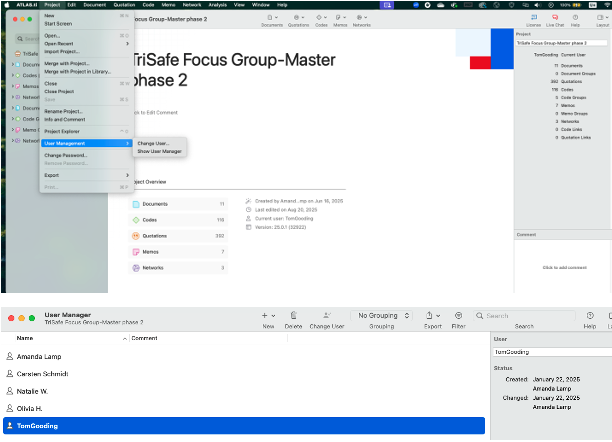 ATLAS.ti Project Edit Document Quotation Code Memo Network Analysis View Window Help
100%
New ⌘N
Start Screen
Open... ⌘O
Open Recent
Import Project...
Merge with Project...
Merge with Project in Library...
Close ⌘W
Close Project
Save ⌘S
Rename Project...
Info and Comment
Project Explorer
User Management
Change User...
Show User Manager
Change Password...
Remove Password...
Export
Print... ⌘P
Search
TriSafe
Documents
Codes
Memos
Network
Document
Code G
Memo G
Network
Focus Group-Master phase 2
Documents Quotations Codes Memos Networks
License Live Chat Help Layout
TriSafe Focus Group-Master
phase 2
Click to Edit Comment
Project Overview
Documents 11
Codes 116
Quotations 392
Memos 7
Networks 3
Created by Amand...mp on Jun 16, 2025
Last edited on Aug 20, 2025
Current user: TomGooding
Version: 25.0.1 (32922)
Project
TriSafe Focus Group-Master phase 2
TomGooding Current User
11 Documents
0 Document Groups
392 Quotations
116 Codes
5 Code Groups
7 Memos
0 Memo Groups
3 Networks
0 Code Links
0 Quotation Links
Comment
Click to add comment
User Manager
TriSafe Focus Group-Master phase 2
New Delete Change User
No Grouping
Grouping
Export Filter
Search
Search
Help
Name Comment
Amanda Lamp
Carsten Schmidt
Natalie W.
Olivia H.
TomGooding
User
TomGooding
Status
Created: January 22, 2025
Amanda Lamp
Changed: January 22, 2025
Amanda Lamp